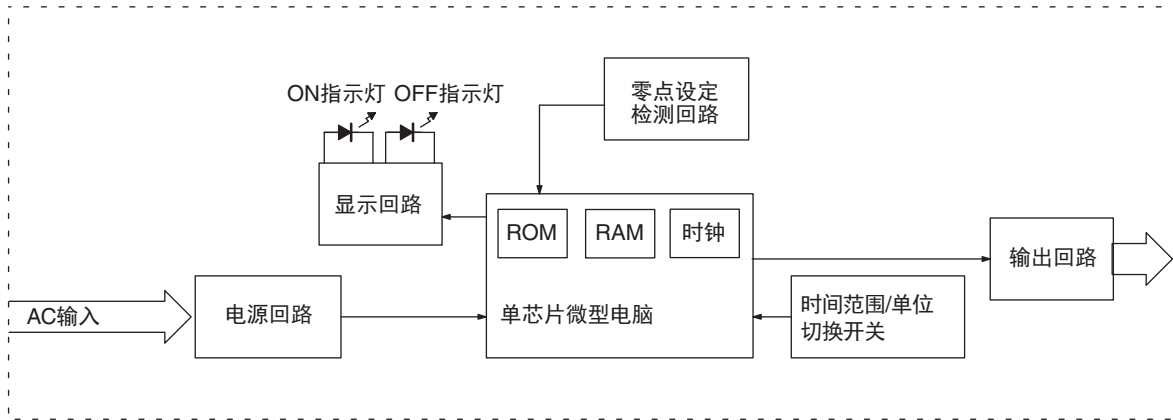 ON指示灯 OFF指示灯
零点设定
检测回路
显示回路
ROM RAM 时钟
输出回路
AC输入
电源回路
单芯片微型电脑
时间范围/单位
切换开关